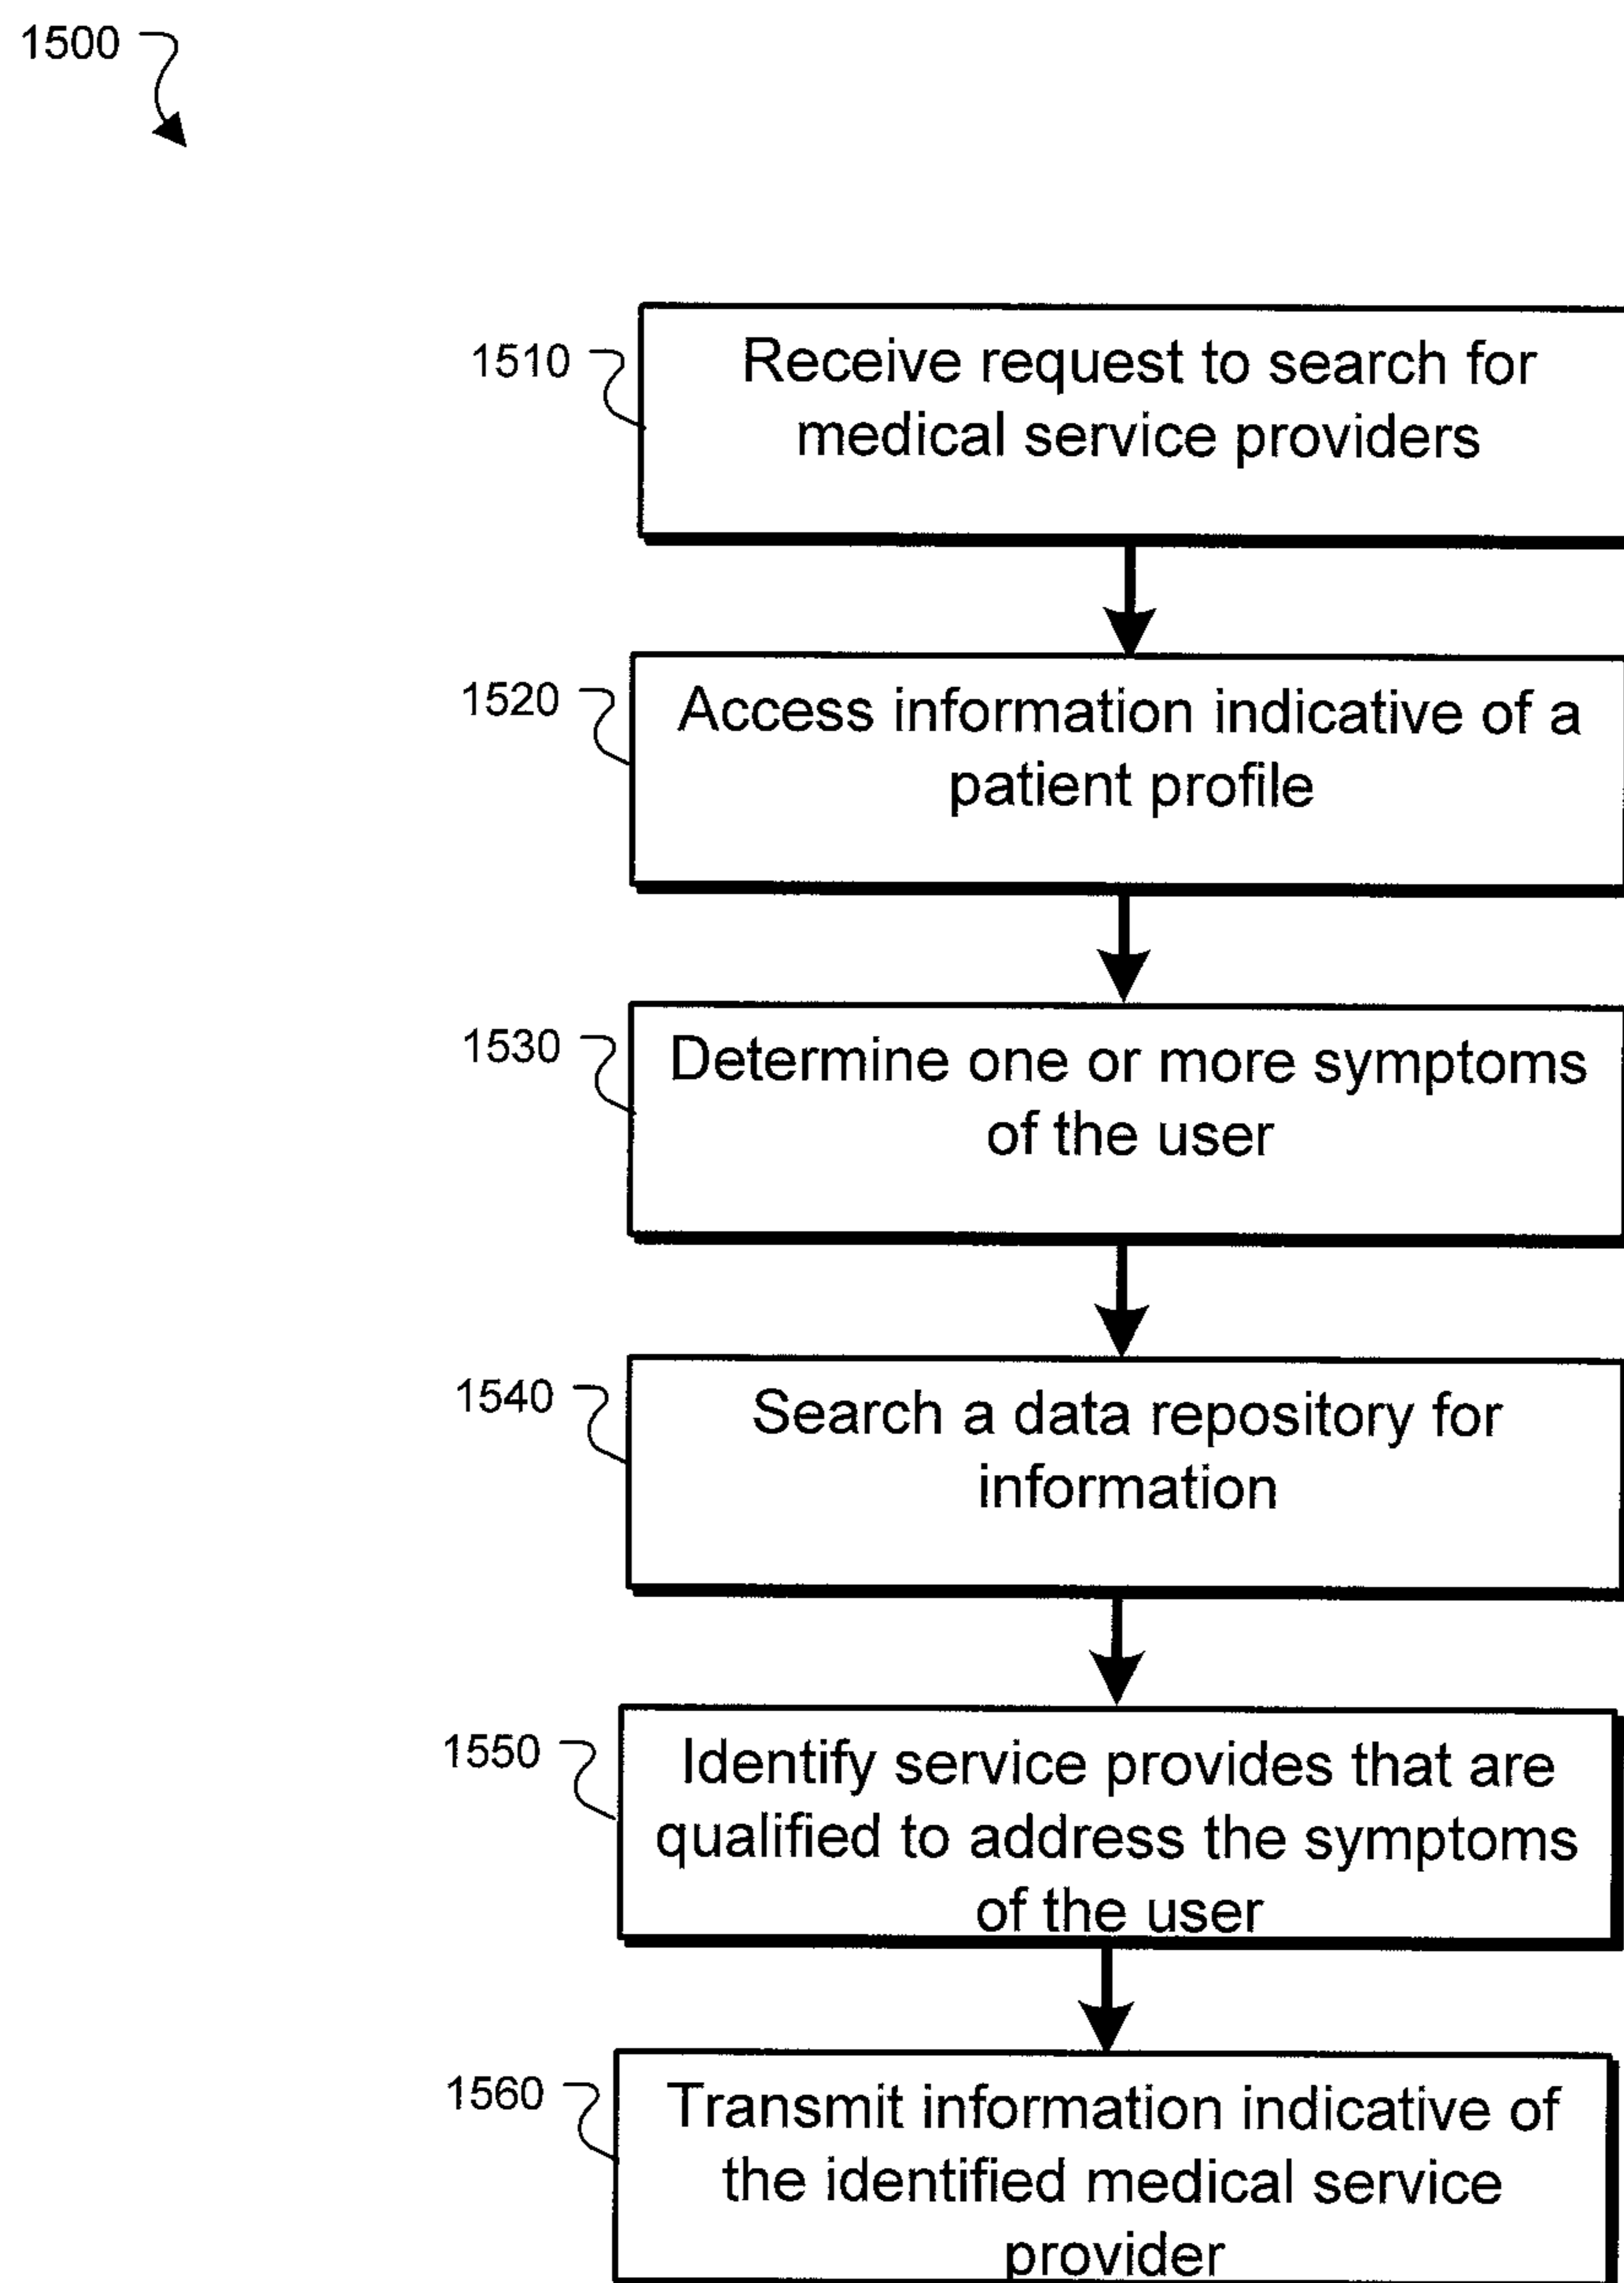 1500
1510
Receive request to search for
medical service providers
1520
Access information indicative of a
patient profile
1530
Determine one or more symptoms
of the user
1540
Search a data repository for
information
1550
Identify service provides that are
qualified to address the symptoms
of the user
1560
Transmit information indicative of
the identified medical service
provider